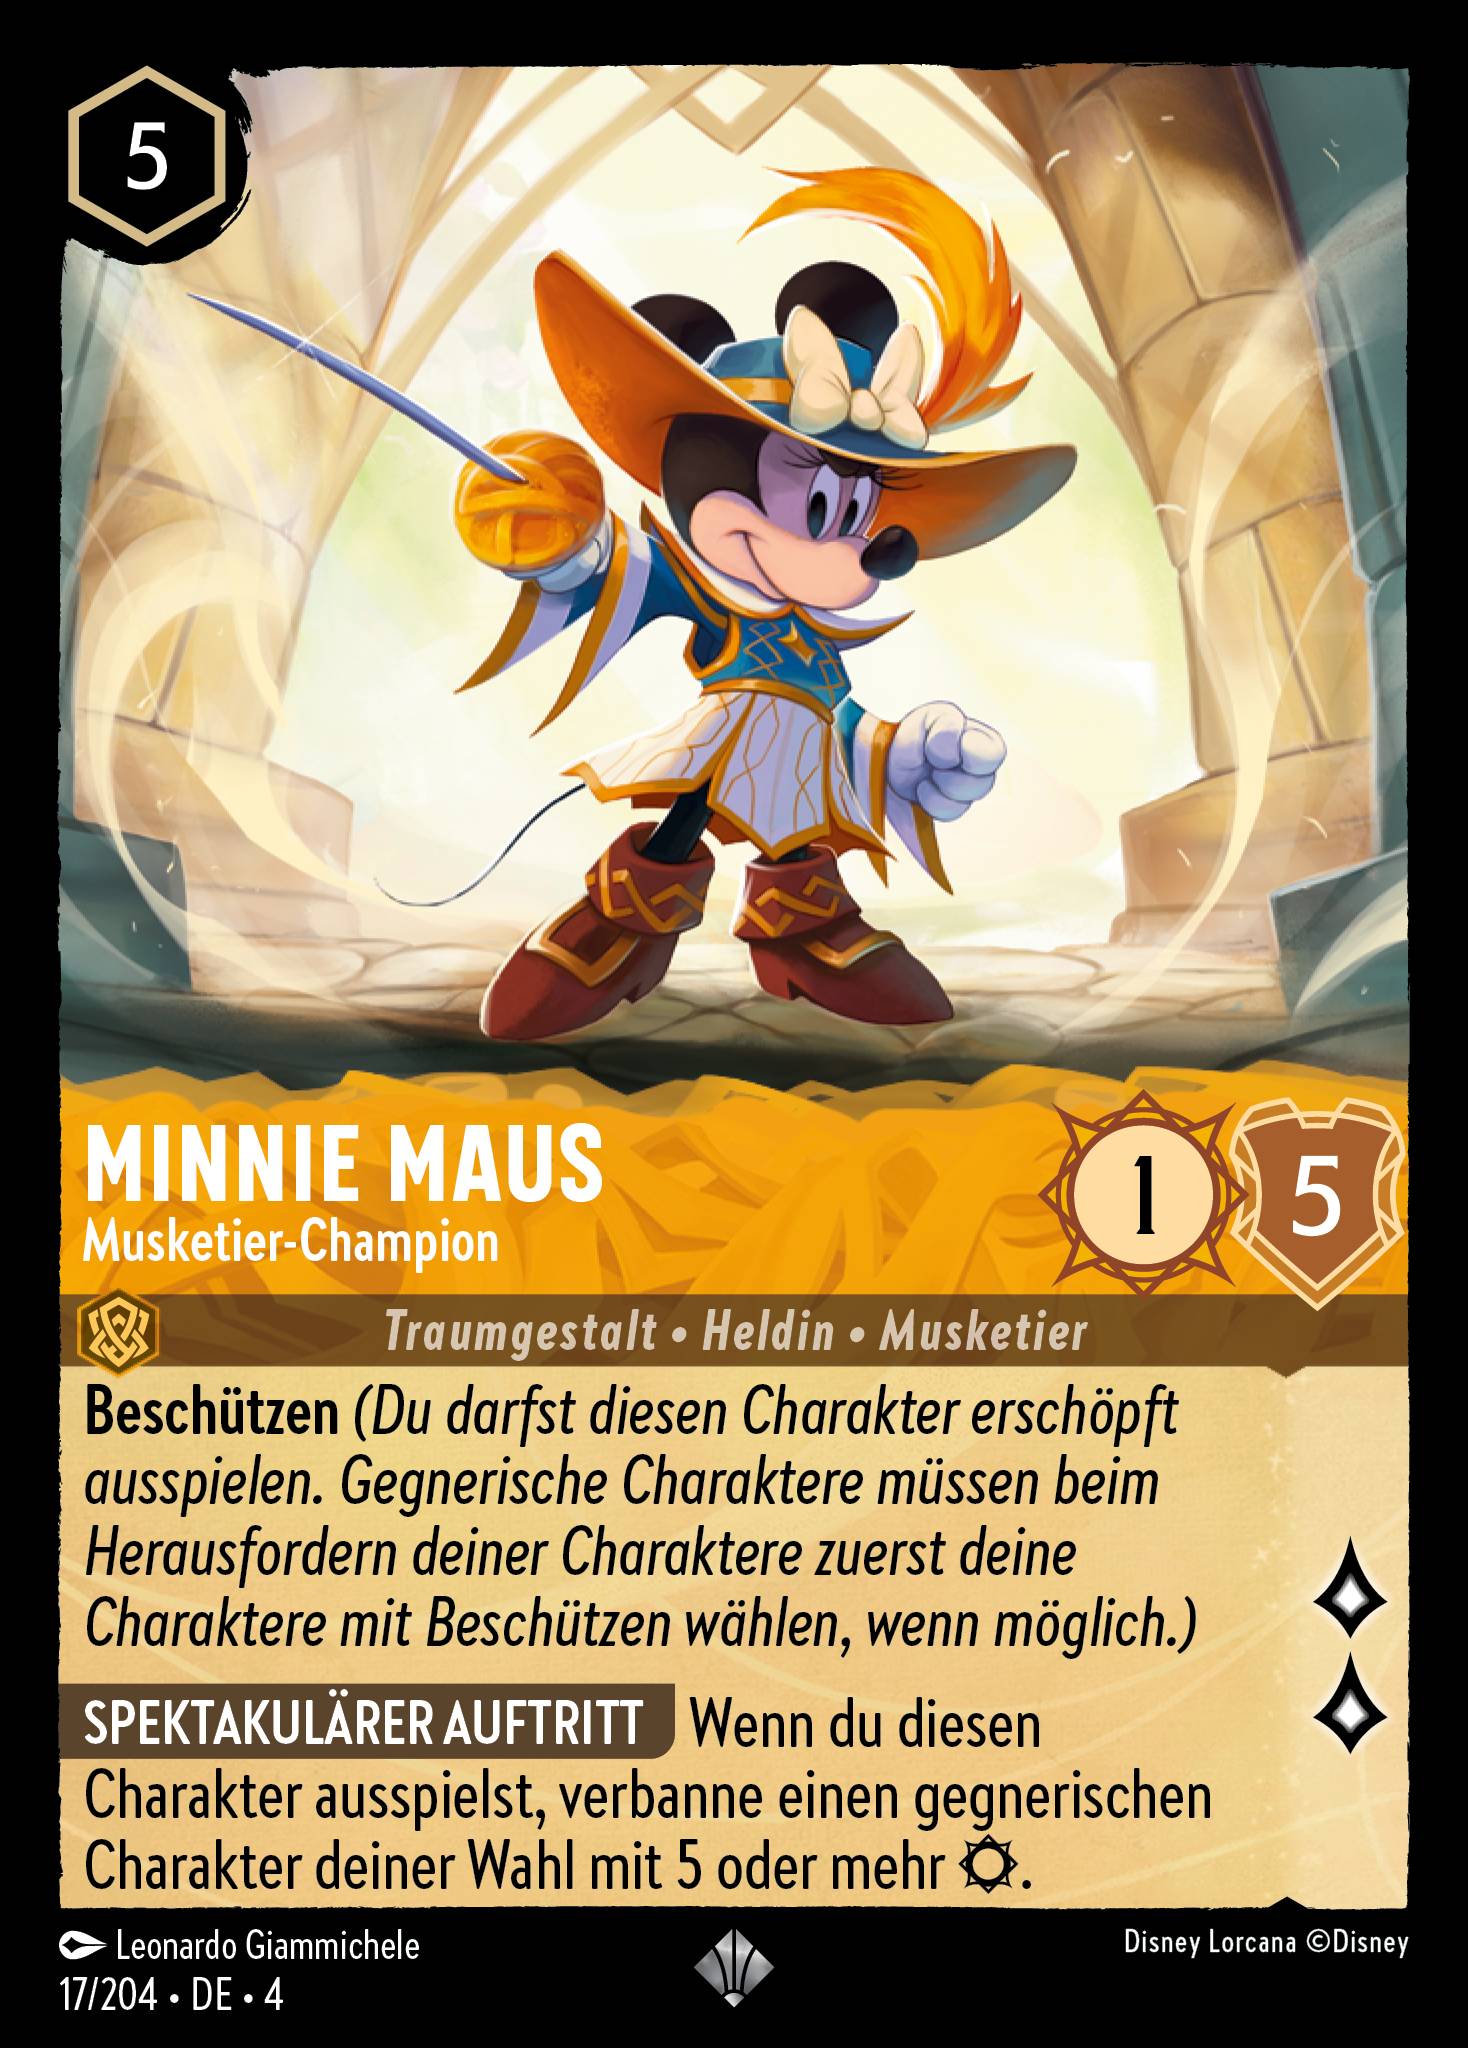 5
MINNIE MAUS
Musketier-Champion
1
5
Traumgestalt • Heldin • Musketier
Beschützen (Du darfst diesen Charakter erschöpft
ausspielen. Gegnerische Charaktere müssen beim
Herausfordern deiner Charaktere zuerst deine
Charaktere mit Beschützen wählen, wenn möglich.)
SPEKTAKULÄRER AUFTRITT Wenn du diesen
Charakter ausspielst, verbanne einen gegnerischen
Charakter deiner Wahl mit 5 oder mehr .
Leonardo Giammichele
Disney Lorcana ©Disney
17/204 • DE • 4